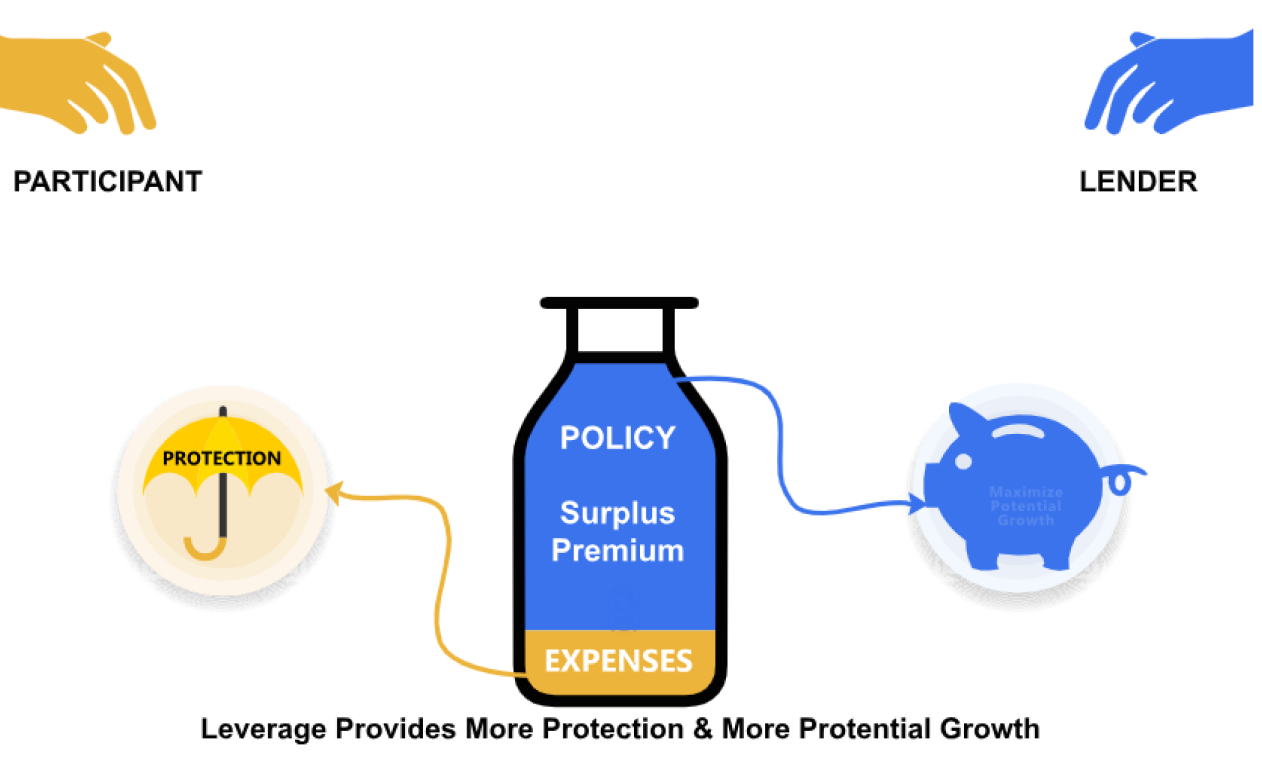 PARTICIPANT
LENDER
PROTECTION
POLICY
Surplus
Premium
Maximize
Potential
Growth
EXPENSES
Leverage Provides More Protection & More Protential Growth